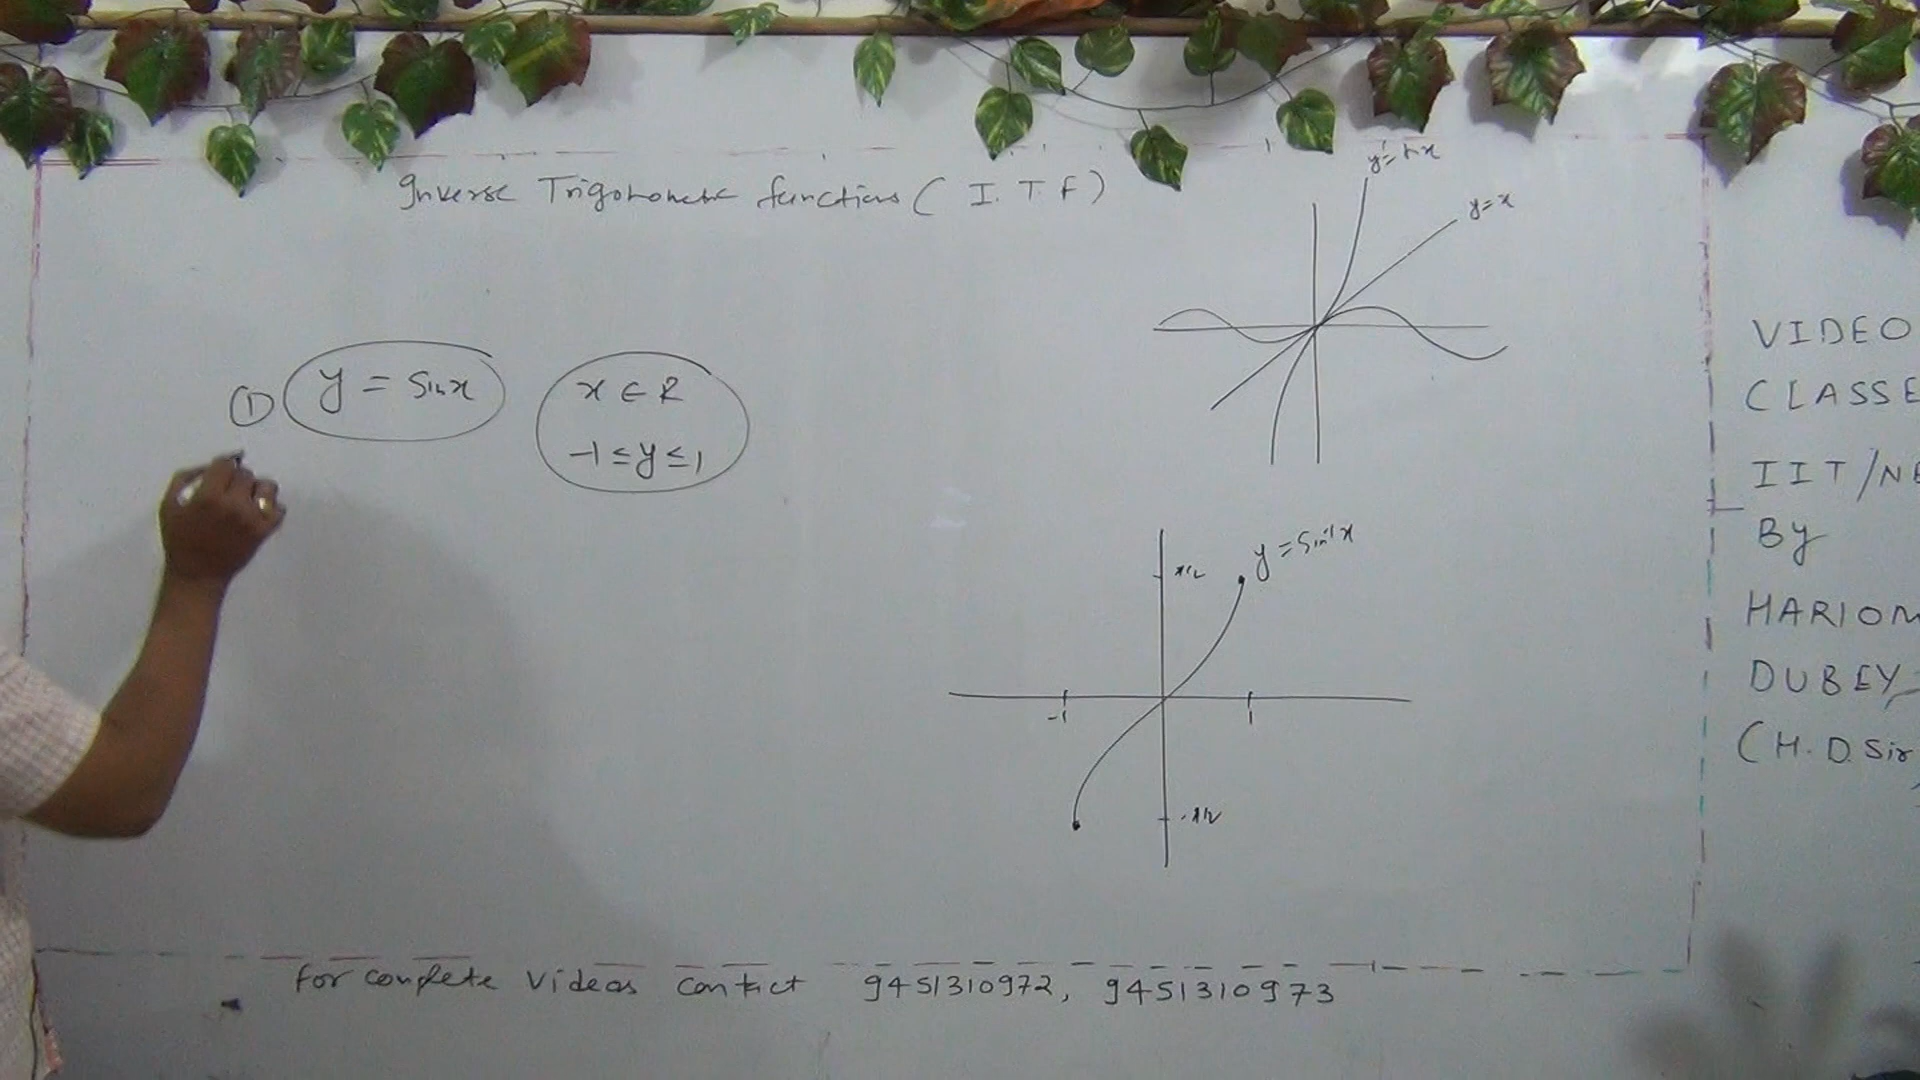 Inverse Trigonometric functions ( I. T. F )
① y = Sin x
x ∈ R
-1 ≤ y ≤ 1
y = x
y = Sin⁻¹ x
π/2
-1
1
-π/2
For complete Videos Contact 9451310972, 9451310973
VIDEO
CLASSE
IIT/NE
By
HARIOM
DUBEY
(H. D. Sir